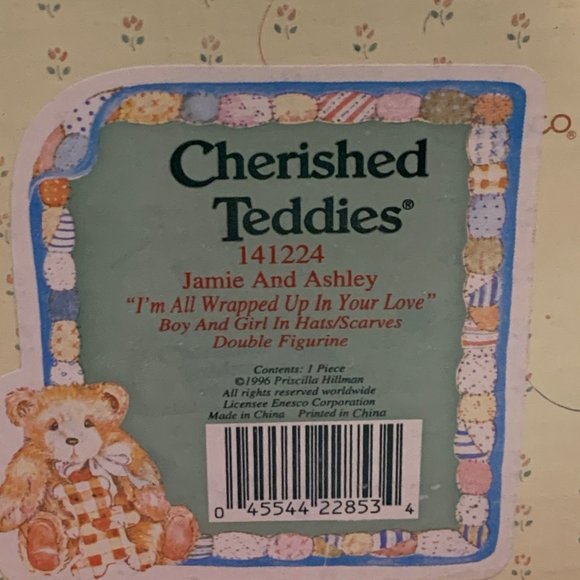 Cherished
Teddies®
141224
Jamie And Ashley
"I'm All Wrapped Up In Your Love"
Boy And Girl In Hats/Scarves
Double Figurine
Contents: 1 Piece
©1996 Priscilla Hillman
All rights reserved worldwide
Licensee Enesco Corporation
Made in China Printed in China
0 45544 22853 4